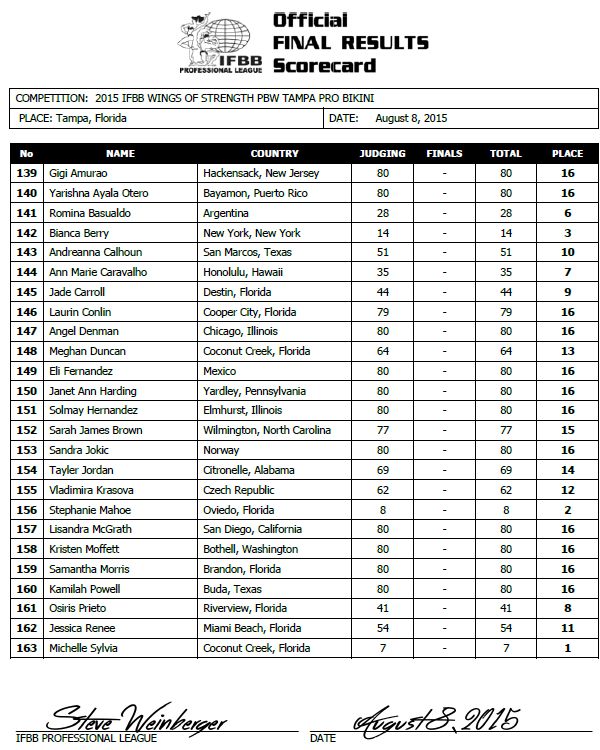 Official
FINAL RESULTS
Scorecard
IFBB
PROFESSIONAL LEAGUE
COMPETITION: 2015 IFBB WINGS OF STRENGTH PBW TAMPA PRO BIKINI
PLACE: Tampa, Florida DATE: August 8, 2015
No NAME COUNTRY JUDGING FINALS TOTAL PLACE
139 Gigi Amurao Hackensack, New Jersey 80 - 80 16
140 Yarishna Ayala Otero Bayamon, Puerto Rico 80 - 80 16
141 Romina Basualdo Argentina 28 - 28 6
142 Bianca Berry New York, New York 14 - 14 3
143 Andreanna Calhoun San Marcos, Texas 51 - 51 10
144 Ann Marie Caravalho Honolulu, Hawaii 35 - 35 7
145 Jade Carroll Destin, Florida 44 - 44 9
146 Laurin Conlin Cooper City, Florida 79 - 79 16
147 Angel Denman Chicago, Illinois 80 - 80 16
148 Meghan Duncan Coconut Creek, Florida 64 - 64 13
149 Eli Fernandez Mexico 80 - 80 16
150 Janet Ann Harding Yardley, Pennsylvania 80 - 80 16
151 Solmay Hernandez Elmhurst, Illinois 80 - 80 16
152 Sarah James Brown Wilmington, North Carolina 77 - 77 15
153 Sandra Jokic Norway 80 - 80 16
154 Tayler Jordan Citronelle, Alabama 69 - 69 14
155 Vladimira Krasova Czech Republic 62 - 62 12
156 Stephanie Mahoe Oviedo, Florida 8 - 8 2
157 Lisandra McGrath San Diego, California 80 - 80 16
158 Kristen Moffett Bothell, Washington 80 - 80 16
159 Samantha Morris Brandon, Florida 80 - 80 16
160 Kamilah Powell Buda, Texas 80 - 80 16
161 Osiris Prieto Riverview, Florida 41 - 41 8
162 Jessica Renee Miami Beach, Florida 54 - 54 11
163 Michelle Sylvia Coconut Creek, Florida 7 - 7 1
Steve Weinberger August 8, 2015
IFBB PROFESSIONAL LEAGUE DATE